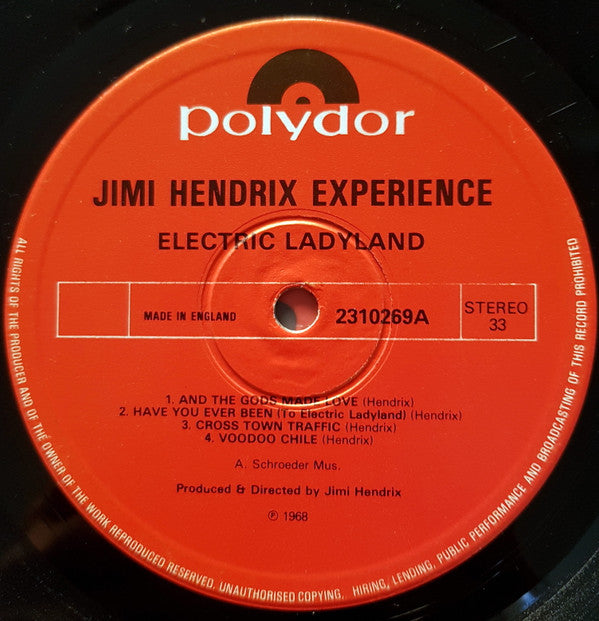 polydor
JIMI HENDRIX EXPERIENCE
ELECTRIC LADYLAND
MADE IN ENGLAND
2310269A
STEREO
33
1. AND THE GODS MADE LOVE (Hendrix)
2. HAVE YOU EVER BEEN (To Electric Ladyland) (Hendrix)
3. CROSS TOWN TRAFFIC (Hendrix)
4. VOODOO CHILE (Hendrix)
A. Schroeder Mus.
Produced & Directed by Jimi Hendrix
℗ 1968
ALL RIGHTS OF THE PRODUCER AND OF THE OWNER OF THE WORK REPRODUCED RESERVED. UNAUTHORISED COPYING, HIRING, LENDING, PUBLIC PERFORMANCE AND BROADCASTING OF THIS RECORD PROHIBITED